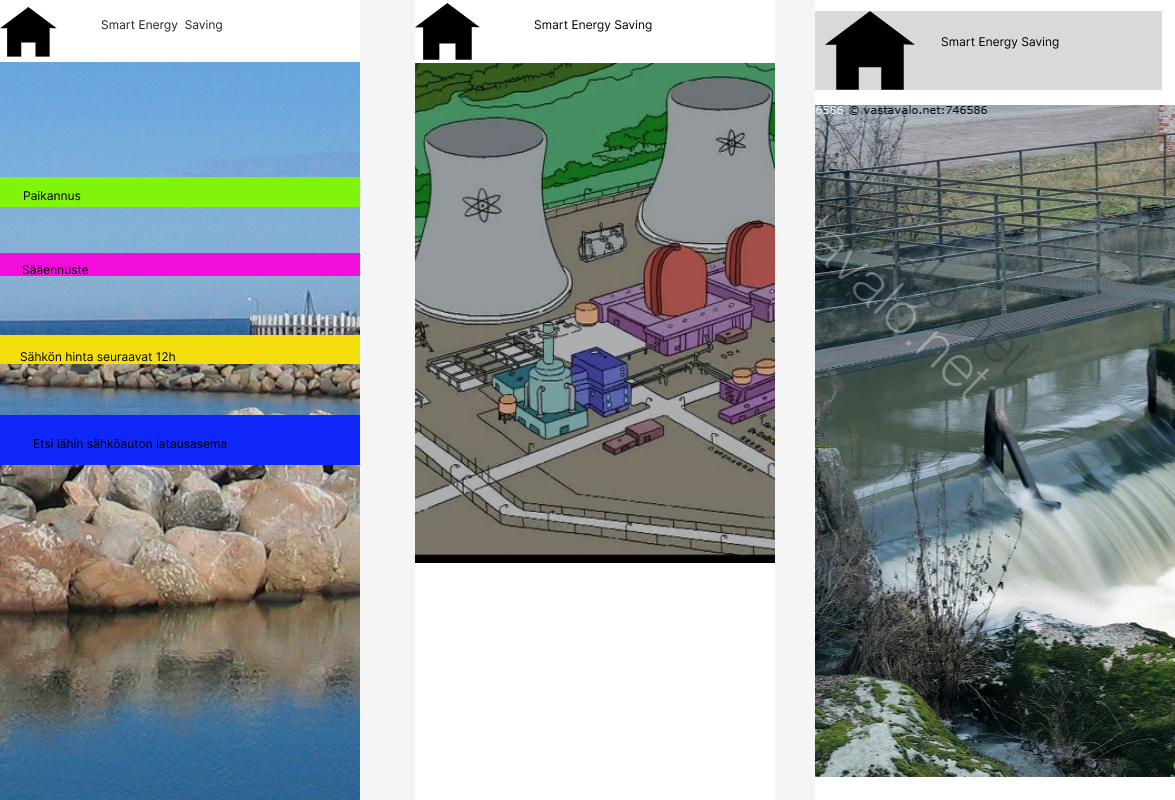 Smart Energy  Saving
Paikannus
Sääennuste
Sähkön hinta seuraavat 12h
Etsi lähin sähköauton latausasema
Smart Energy Saving
Smart Energy Saving
6586 © vastavalo.net:746586
avalo.net